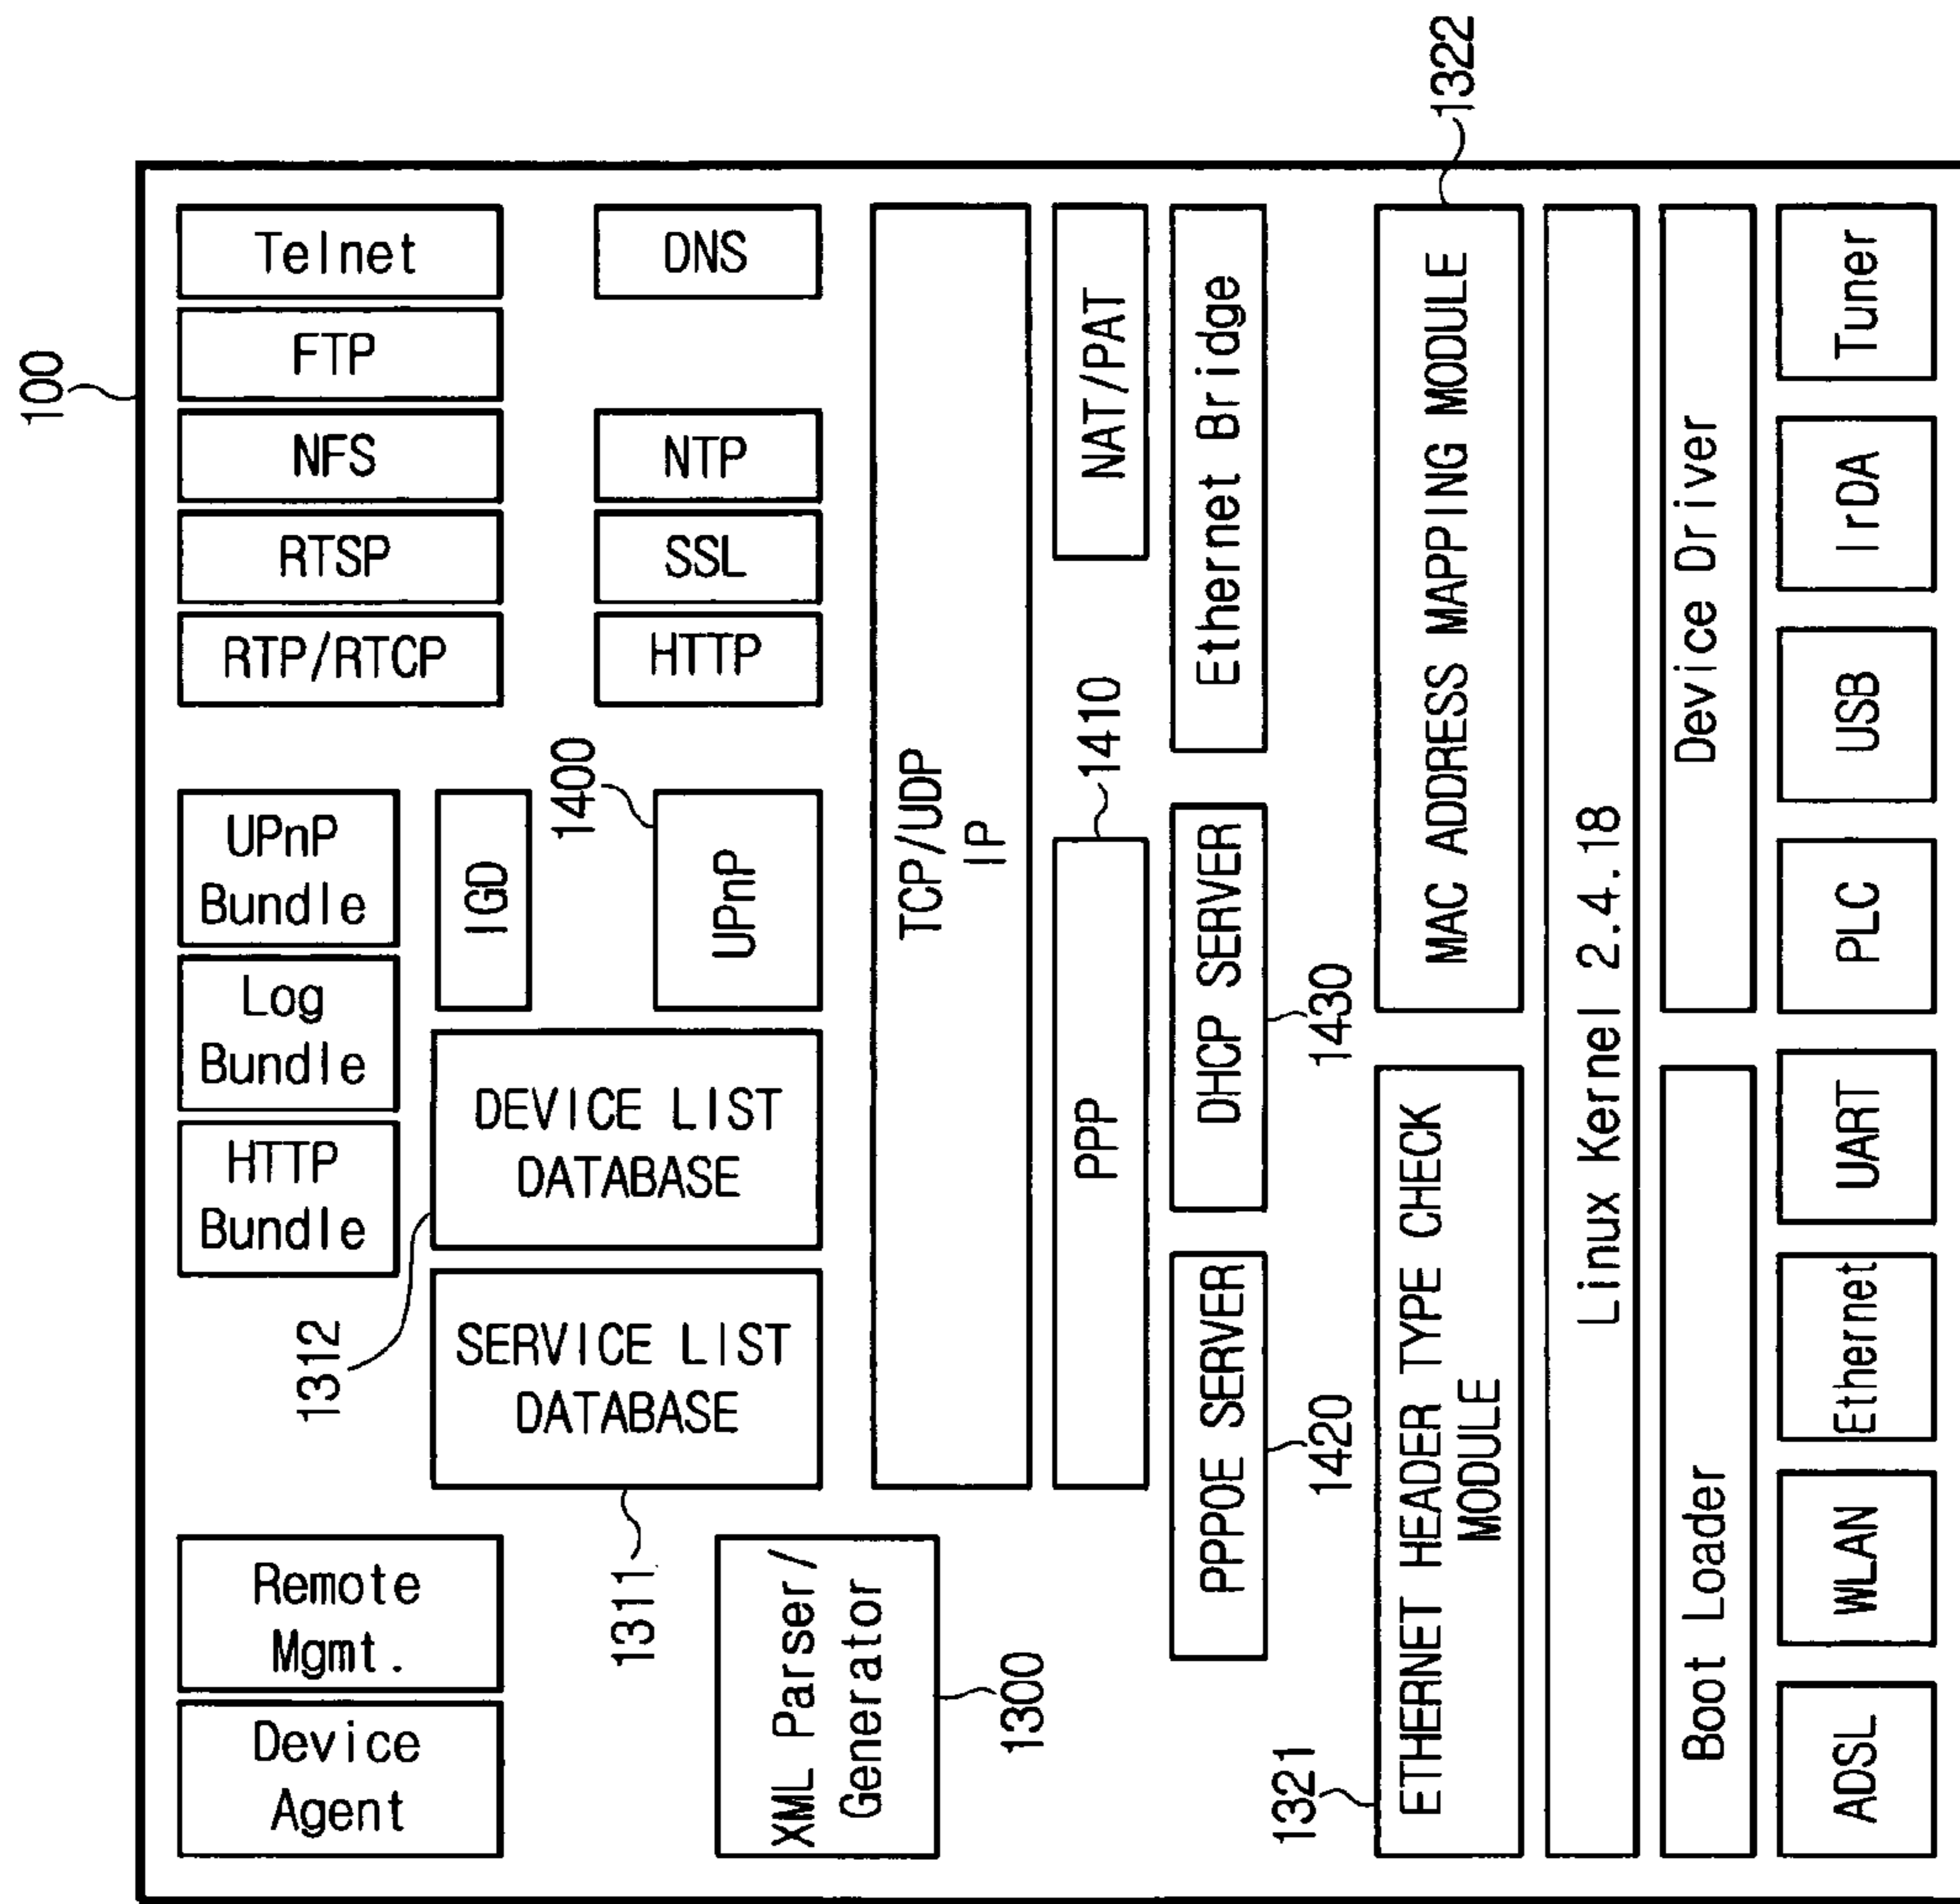 100
Device
Agent
Remote
Mgmt.
HTTP
Bundle
Log
Bundle
UPnP
Bundle
RTP/RTCP
RTSP
NFS
FTP
Telnet
1312
IGD
1400
SERVICE LIST
DATABASE
DEVICE LIST
DATABASE
UPnP
HTTP
SSL
NTP
DNS
1311
XML Parser/
Generator
1300
TCP/UDP
IP
PPP
1410
NAT/PAT
PPPOE SERVER
DHCP SERVER
Ethernet Bridge
1420
1430
1321
ETHERNET HEADER TYPE CHECK
MODULE
MAC ADDRESS MAPPING MODULE
1322
Linux Kernel 2.4.18
Boot Loader
Device Driver
ADSL
WLAN
Ethernet
UART
PLC
USB
IrDA
Tuner